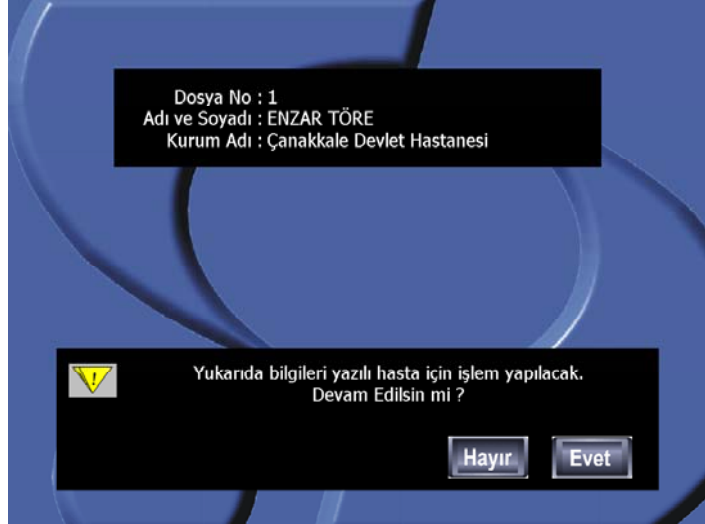 Dosya No : 1
Adı ve Soyadı : ENZAR TÖRE
Kurum Adı : Çanakkale Devlet Hastanesi
!
Yukarıda bilgileri yazılı hasta için işlem yapılacak.
Devam Edilsin mi ?
Hayır Evet